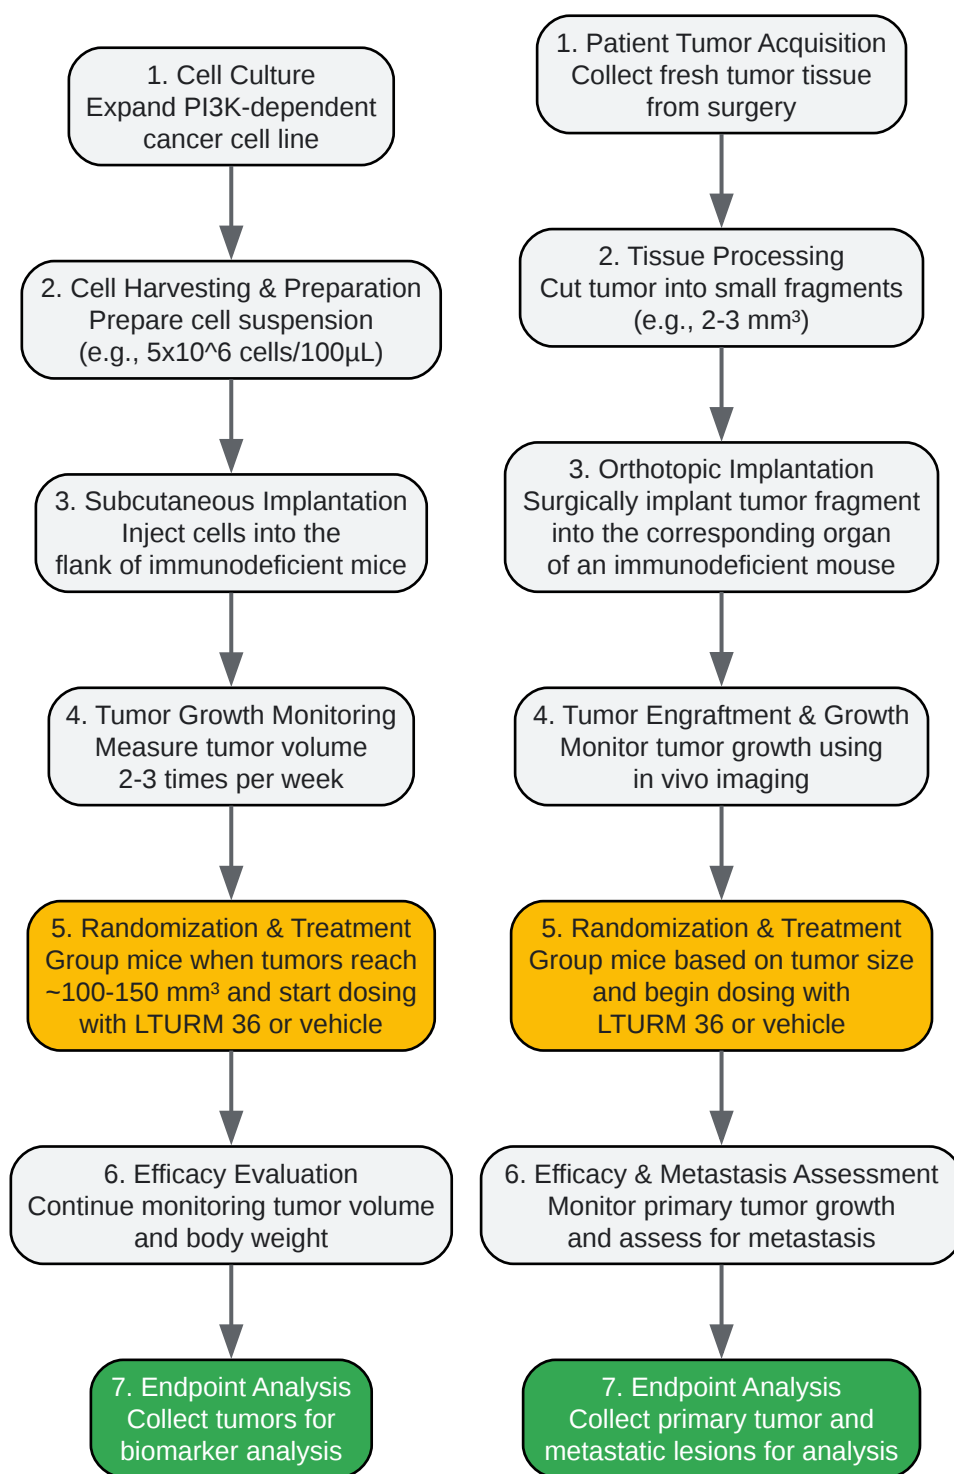 1. Cell Culture
Expand PI3K-dependent
cancer cell line
2. Cell Harvesting & Preparation
Prepare cell suspension
(e.g., 5x10^6 cells/100µL)
3. Subcutaneous Implantation
Inject cells into the
flank of immunodeficient mice
4. Tumor Growth Monitoring
Measure tumor volume
2-3 times per week
5. Randomization & Treatment
Group mice when tumors reach
~100-150 mm³ and start dosing
with LTURM 36 or vehicle
6. Efficacy Evaluation
Continue monitoring tumor volume
and body weight
7. Endpoint Analysis
Collect tumors for
biomarker analysis
1. Patient Tumor Acquisition
Collect fresh tumor tissue
from surgery
2. Tissue Processing
Cut tumor into small fragments
(e.g., 2-3 mm³)
3. Orthotopic Implantation
Surgically implant tumor fragment
into the corresponding organ
of an immunodeficient mouse
4. Tumor Engraftment & Growth
Monitor tumor growth using
in vivo imaging
5. Randomization & Treatment
Group mice based on tumor size
and begin dosing with
LTURM 36 or vehicle
6. Efficacy & Metastasis Assessment
Monitor primary tumor growth
and assess for metastasis
7. Endpoint Analysis
Collect primary tumor and
metastatic lesions for analysis